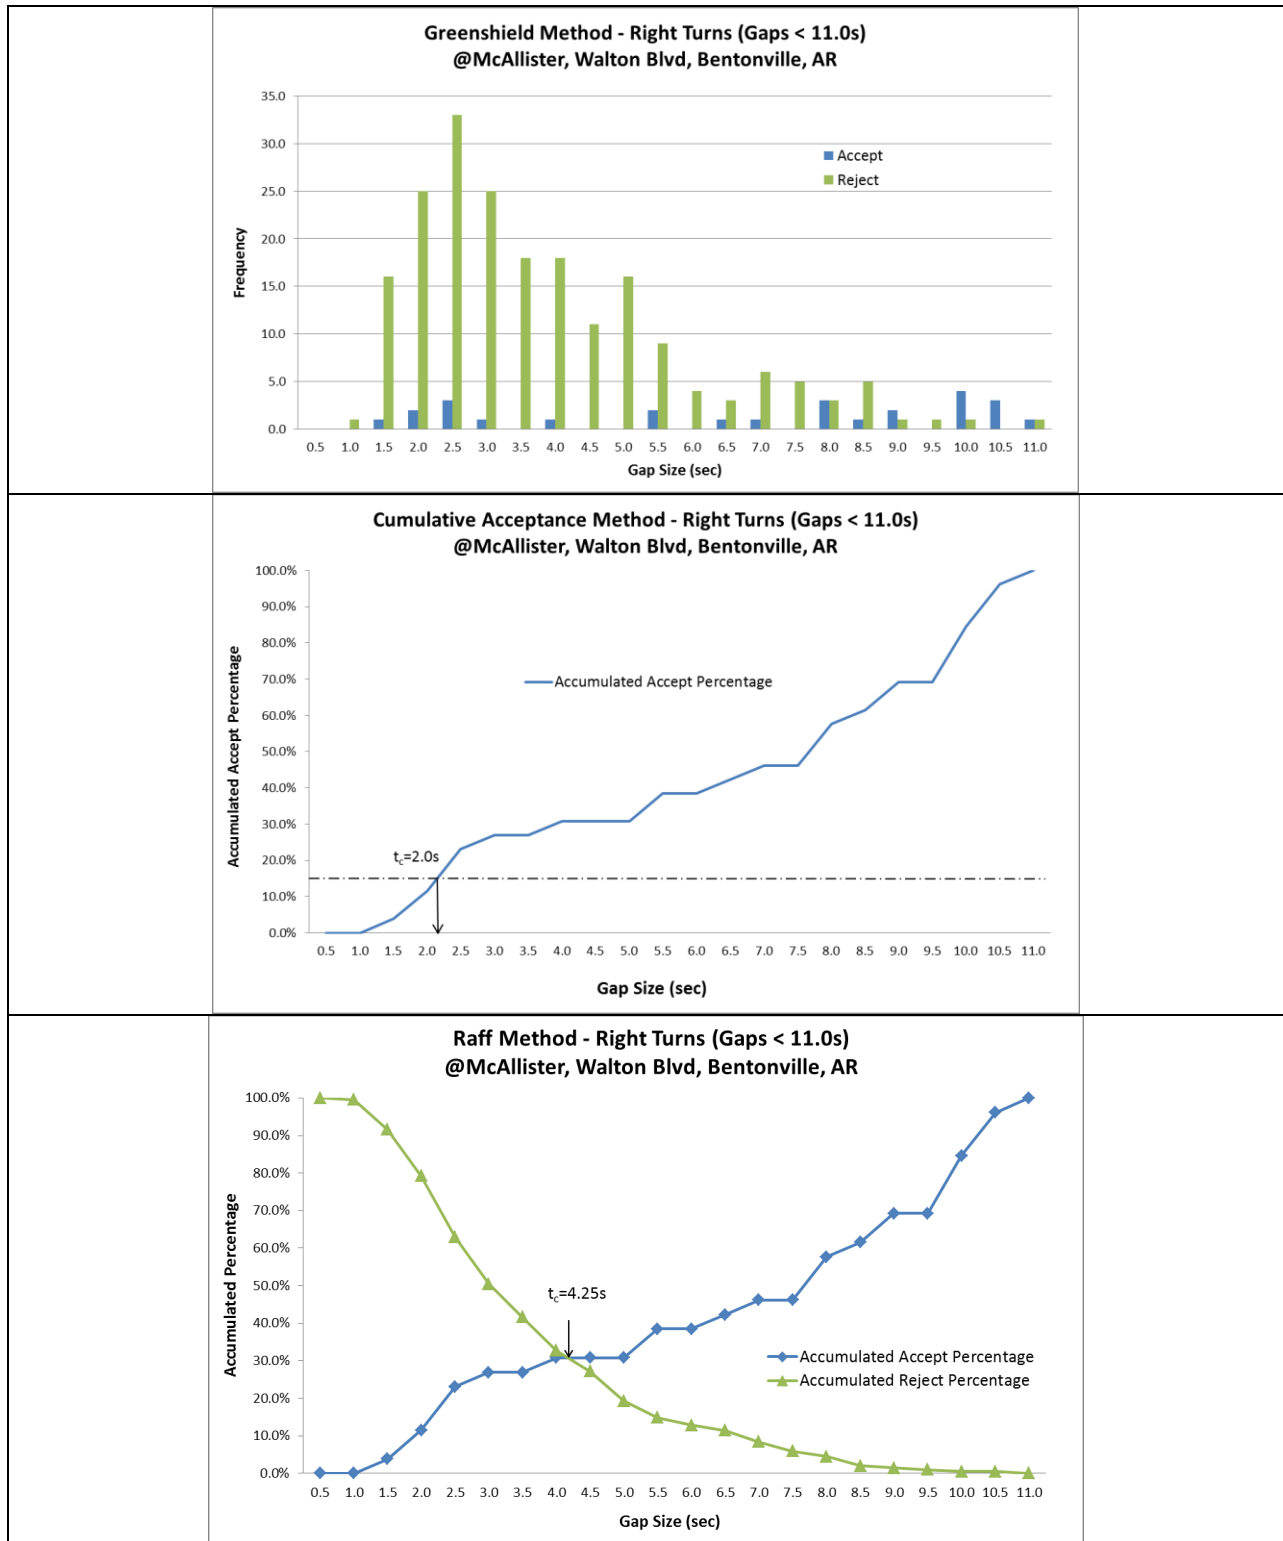 Greenshield Method - Right Turns (Gaps < 11.0s)
@McAllister, Walton Blvd, Bentonville, AR
35.0
30.0
25.0
20.0
15.0
10.0
5.0
0.0
Frequency
Accept
Reject
0.5 1.0 1.5 2.0 2.5 3.0 3.5 4.0 4.5 5.0 5.5 6.0 6.5 7.0 7.5 8.0 8.5 9.0 9.5 10.0 10.5 11.0
Gap Size (sec)
Cumulative Acceptance Method - Right Turns (Gaps < 11.0s)
@McAllister, Walton Blvd, Bentonville, AR
100.0%
90.0%
80.0%
70.0%
60.0%
50.0%
40.0%
30.0%
20.0%
10.0%
0.0%
Accumulated Accept Percentage
Accumulated Accept Percentage
tc=2.0s
0.5 1.0 1.5 2.0 2.5 3.0 3.5 4.0 4.5 5.0 5.5 6.0 6.5 7.0 7.5 8.0 8.5 9.0 9.5 10.0 10.5 11.0
Gap Size (sec)
Raff Method - Right Turns (Gaps < 11.0s)
@McAllister, Walton Blvd, Bentonville, AR
100.0%
90.0%
80.0%
70.0%
60.0%
50.0%
40.0%
30.0%
20.0%
10.0%
0.0%
Accumulated Percentage
tc=4.25s
Accumulated Accept Percentage
Accumulated Reject Percentage
0.5 1.0 1.5 2.0 2.5 3.0 3.5 4.0 4.5 5.0 5.5 6.0 6.5 7.0 7.5 8.0 8.5 9.0 9.5 10.0 10.5 11.0
Gap Size (sec)